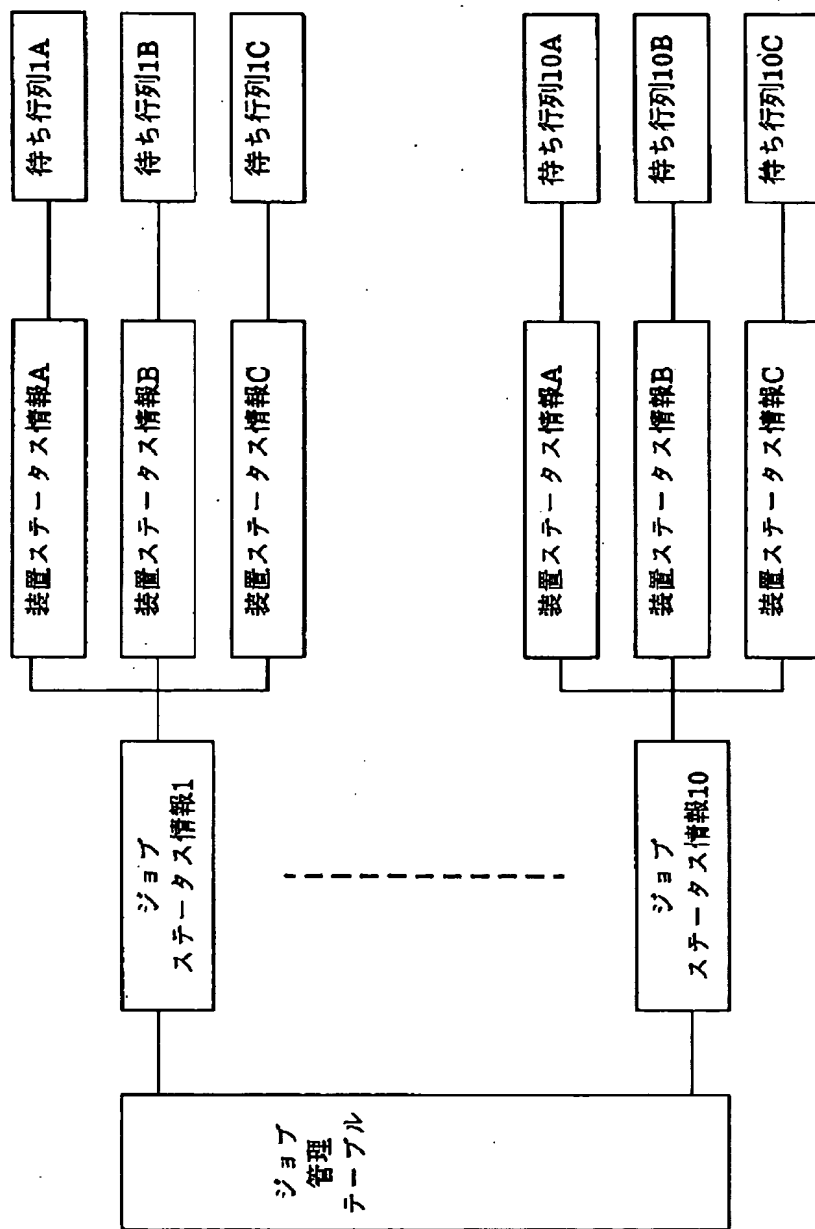 ジョブ
管理
テーブル
ジョブ
ステータス情報1
装置ステータス情報A
待ち行列1A
装置ステータス情報B
待ち行列1B
装置ステータス情報C
待ち行列1C
ジョブ
ステータス情報10
装置ステータス情報A
待ち行列10A
装置ステータス情報B
待ち行列10B
装置ステータス情報C
待ち行列10C